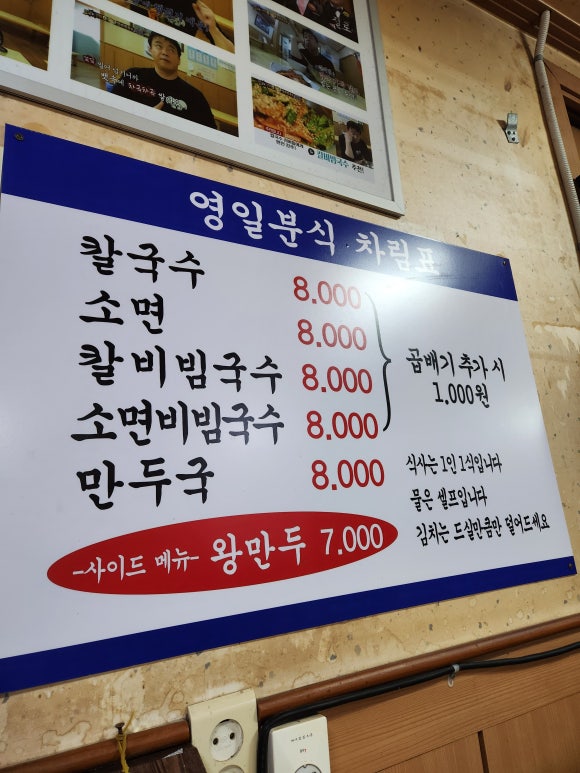 영일분식 차림표
칼국수 8.000
소면 8.000
칼비빔국수 8.000
소면비빔국수 8.000
곱배기 추가 시
1,000원
만두국 8.000
식사는 1인 1식입니다
물은 셀프입니다
김치는 드실만큼만 덜어드세요
-사이드 메뉴- 왕만두 7.000